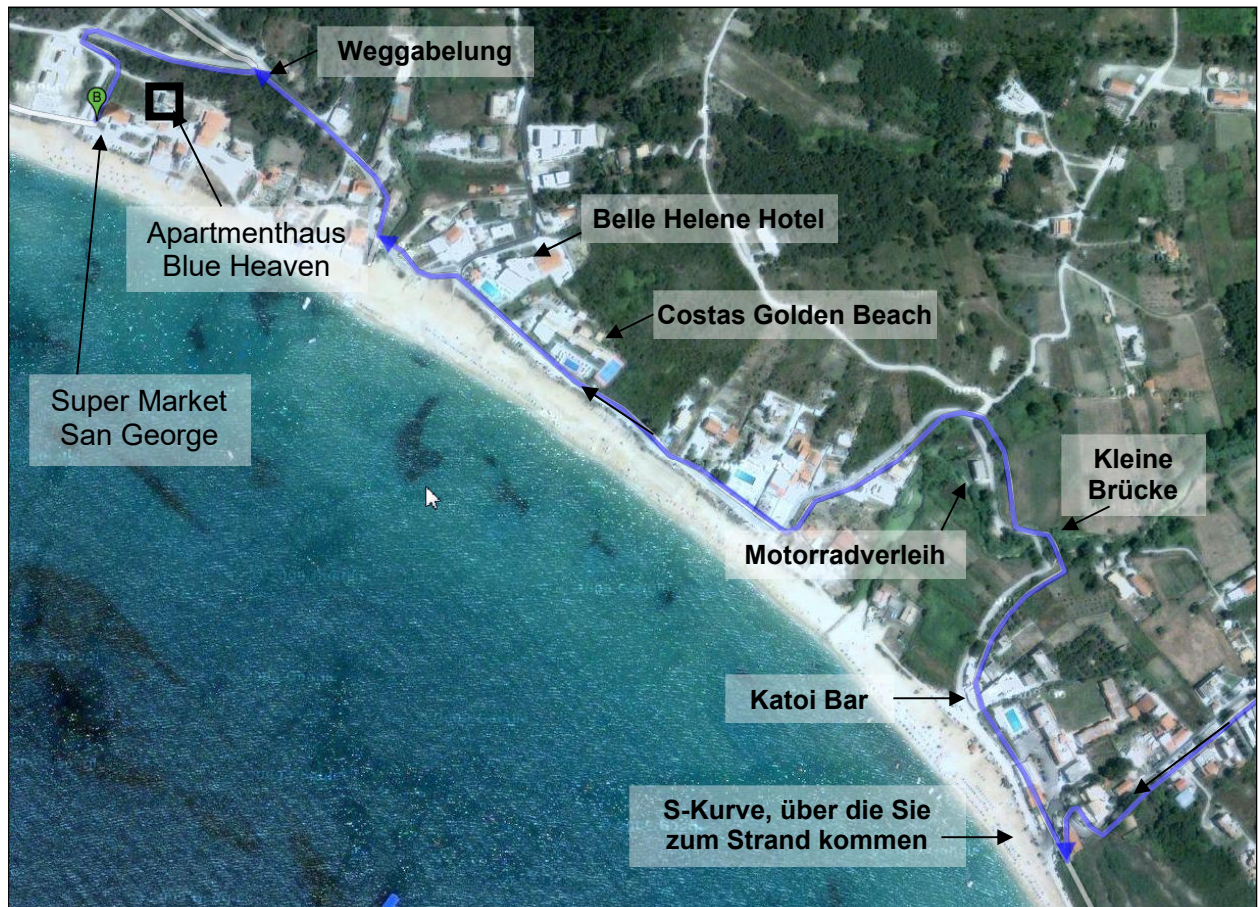 Weggabelung
B
Apartmenthaus
Blue Heaven
Belle Helene Hotel
Costas Golden Beach
Super Market
San George
Kleine
Brücke
Motorradverleih
Katoi Bar
S-Kurve, über die Sie
zum Strand kommen